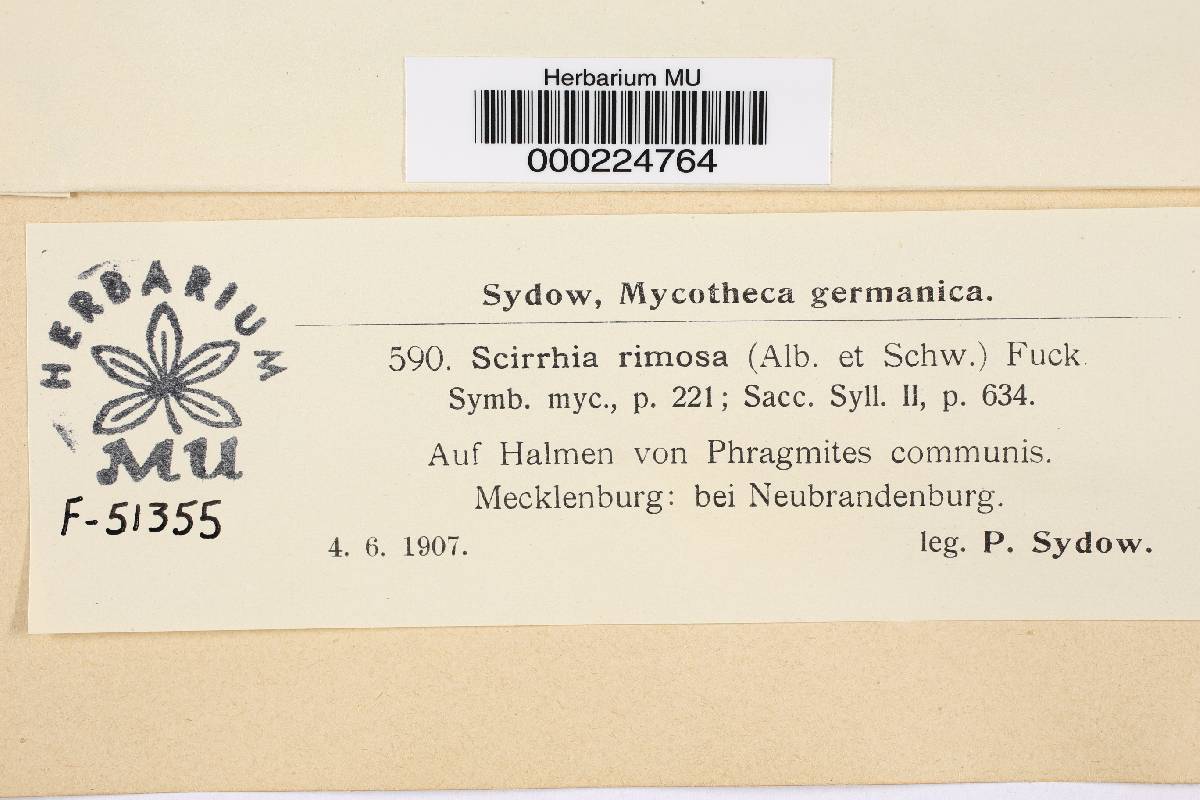 Herbarium MU
000224764
HERBARIUM
MU
F-51355
Sydow, Mycotheca germanica.
590. Scirrhia rimosa (Alb. et Schw.) Fuck.
Symb. myc., p. 221; Sacc. Syll. II, p. 634.
Auf Halmen von Phragmites communis.
Mecklenburg: bei Neubrandenburg.
4. 6. 1907. leg. P. Sydow.